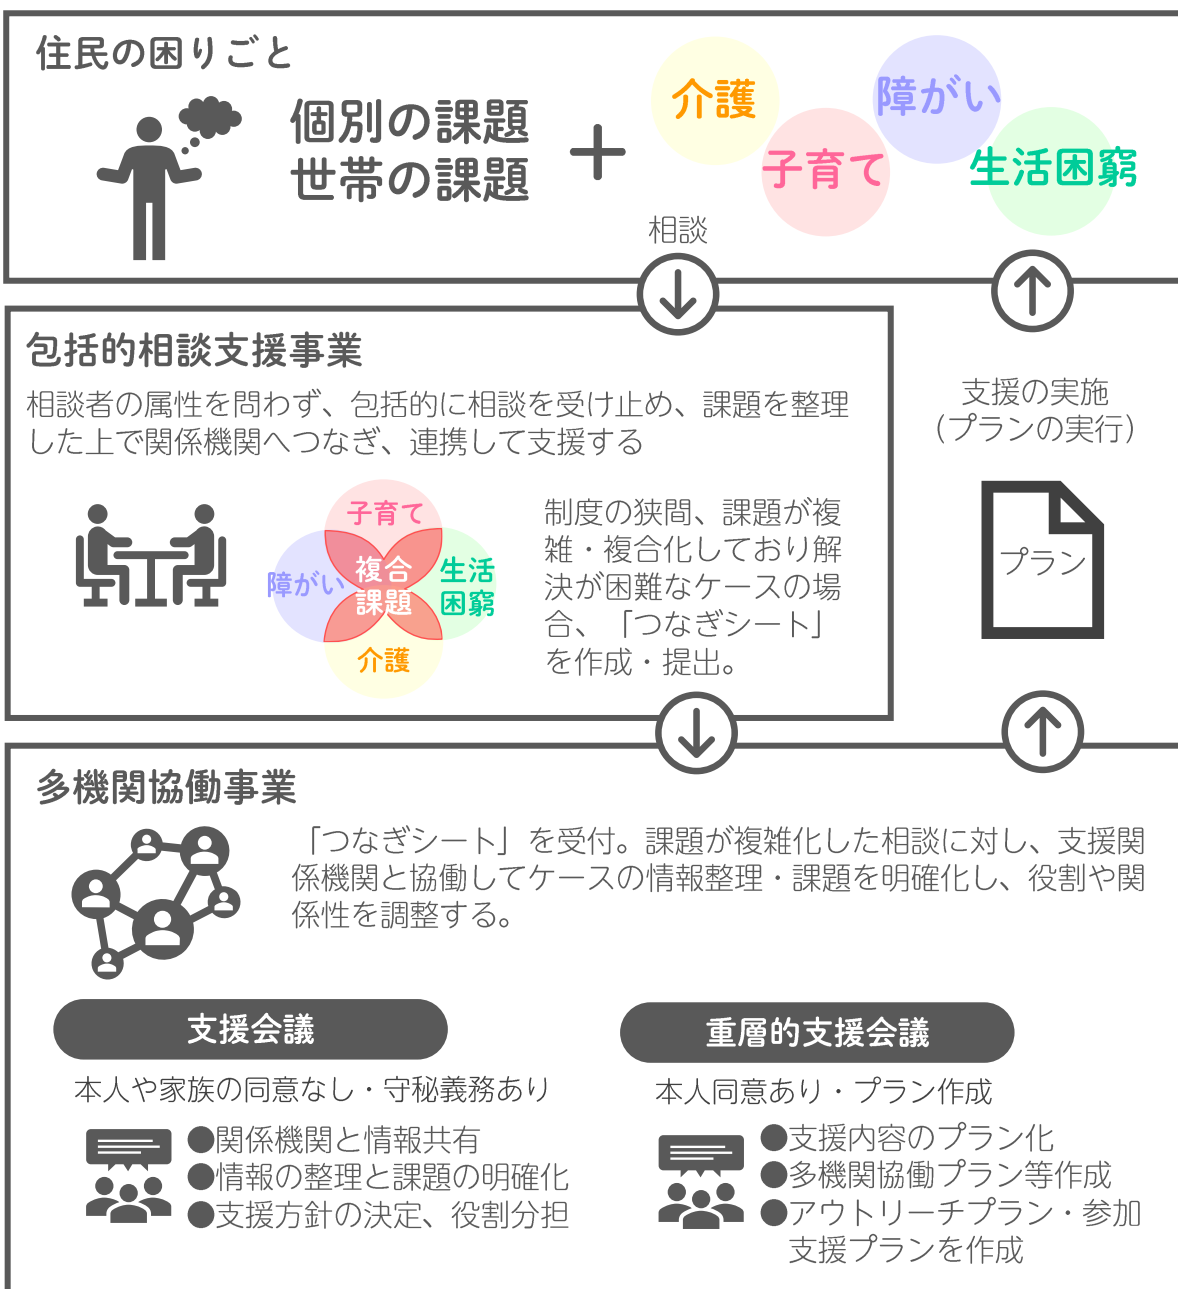 住民の困りごと
個別の課題
世帯の課題
＋
介護
子育て
障がい
生活困窮
相談
包括的相談支援事業
相談者の属性を問わず、包括的に相談を受け止め、課題を整理
した上で関係機関へつなぎ、連携して支援する
子育て
障がい
複合
課題
生活
困窮
介護
制度の狭間、課題が複
雑・複合化しており解
決が困難なケースの場
合、「つなぎシート」
を作成・提出。
支援の実施
（プランの実行）
プラン
多機関協働事業
「つなぎシート」を受付。課題が複雑化した相談に対し、支援関
係機関と協働してケースの情報整理・課題を明確化し、役割や関
係性を調整する。
支援会議
本人や家族の同意なし・守秘義務あり
●関係機関と情報共有
●情報の整理と課題の明確化
●支援方針の決定、役割分担
重層的支援会議
本人同意あり・プラン作成
●支援内容のプラン化
●多機関協働プラン等作成
●アウトリーチプラン・参加
支援プランを作成